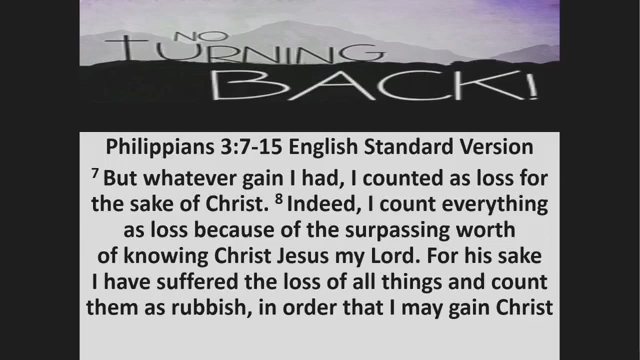 NO
TURNING
BACK!
Philippians 3:7-15 English Standard Version
7 But whatever gain I had, I counted as loss for
the sake of Christ. 8 Indeed, I count everything
as loss because of the surpassing worth
of knowing Christ Jesus my Lord. For his sake
I have suffered the loss of all things and count
them as rubbish, in order that I may gain Christ